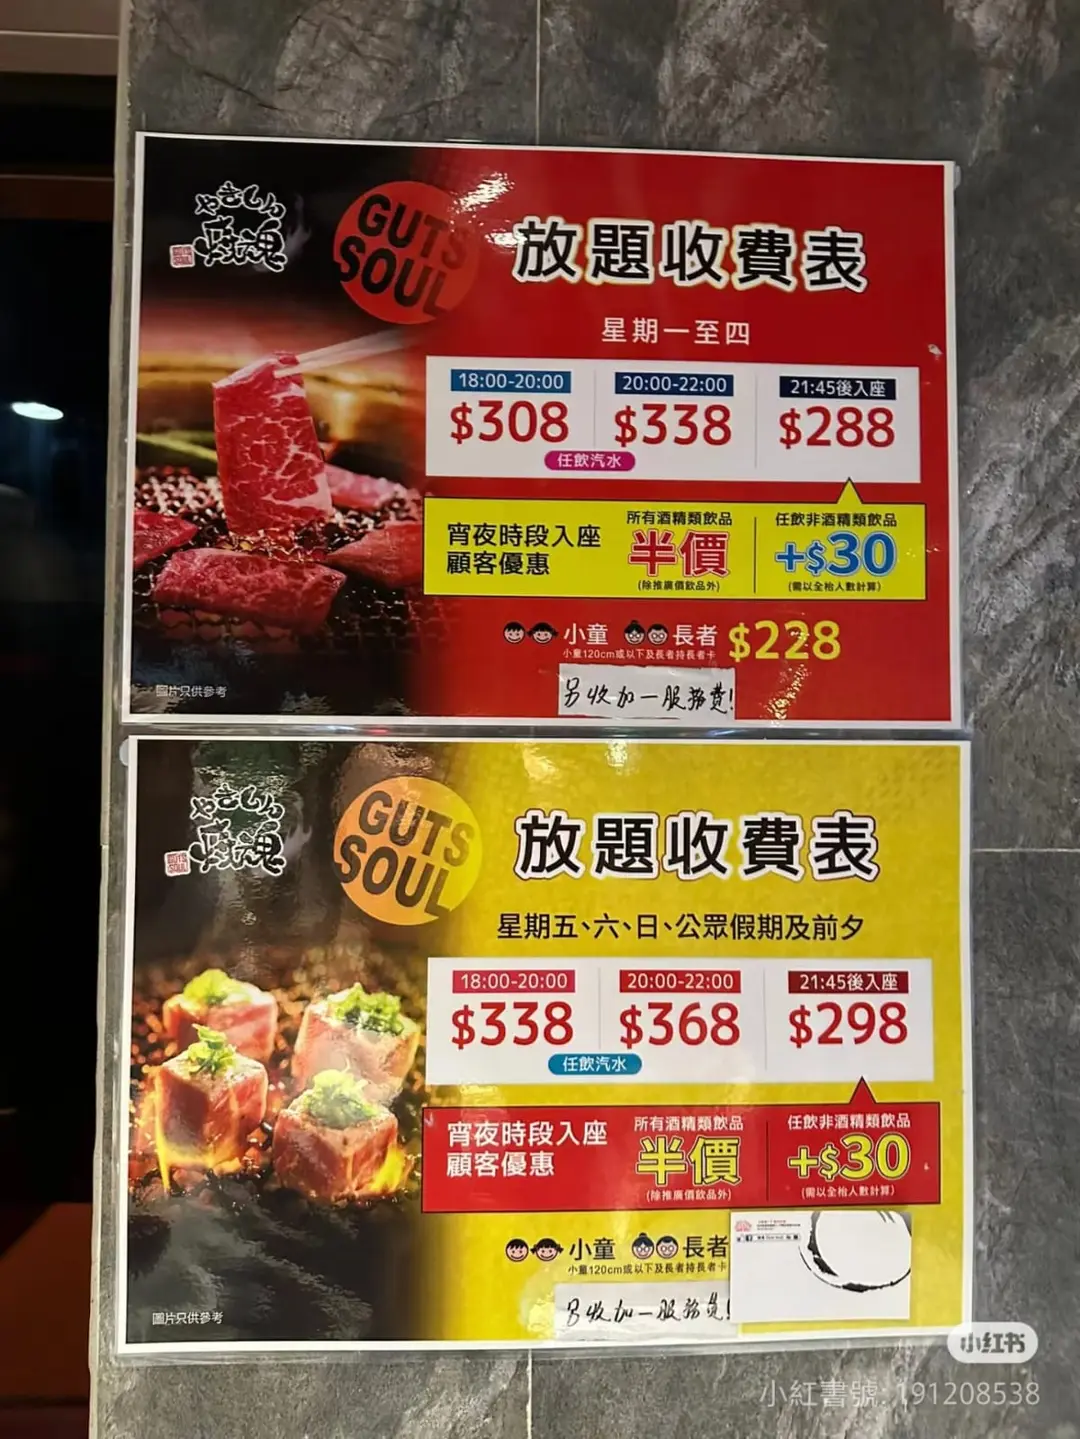 やきしん
GUTS
SOUL
放題收費表
星期一至四
18:00-20:00 20:00-22:00 21:45後入座
$308 $338 $288
任飲汽水
宵夜時段入座
顧客優惠
所有酒精類飲品
半價
(除推廣價飲品外)
任飲非酒精類飲品
+$30
(需以全枱人數計算)
小童 長者 $228
小童120cm或以下及長者持長者卡
另收加一服務費!
圖片只供參考
やきしん
GUTS
SOUL
放題收費表
星期五、六、日、公眾假期及前夕
18:00-20:00 20:00-22:00 21:45後入座
$338 $368 $298
任飲汽水
宵夜時段入座
顧客優惠
所有酒精類飲品
半價
(除推廣價飲品外)
任飲非酒精類飲品
+$30
(需以全枱人數計算)
小童 長者
小童120cm或以下及長者持長者卡
另收加一服務費!
圖片只供參考
小红书
小紅書號: 191208538